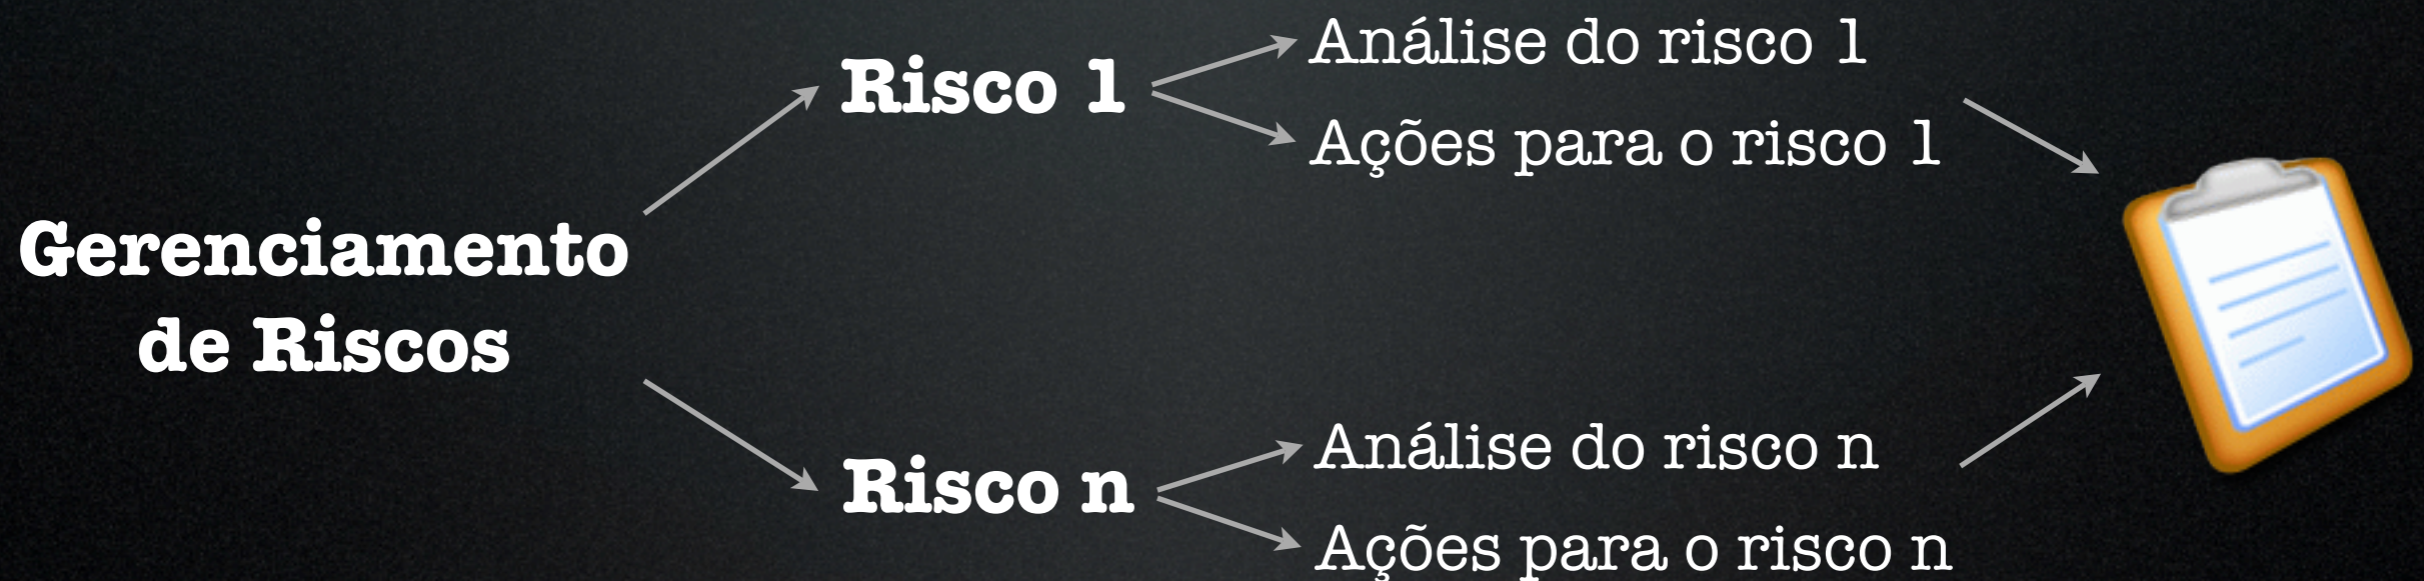 Gerenciamento
de Riscos
Risco 1
Análise do risco 1
Ações para o risco 1
Risco n
Análise do risco n
Ações para o risco n